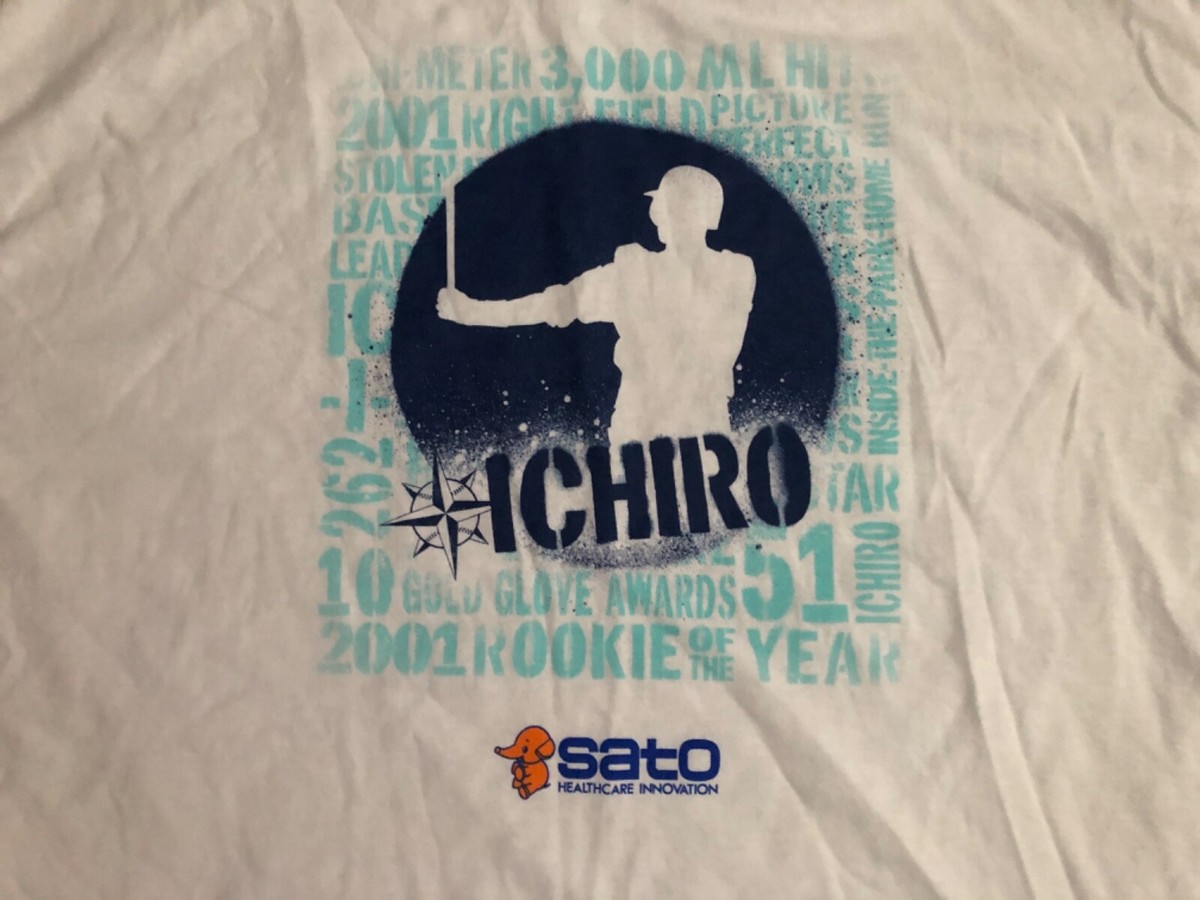 METER 3,000 ML HIT
2001 RIGHT FIELD PICTURE
PERFECT
STOLEN
BAS
LEAD
INSIDE-THE-PARK-HOME RUN
262
ICHIRO
STAR
10 GOLD GLOVE AWARDS 51 ICHIRO
2001 ROOKIE OF THE YEAR
sato
HEALTHCARE INNOVATION